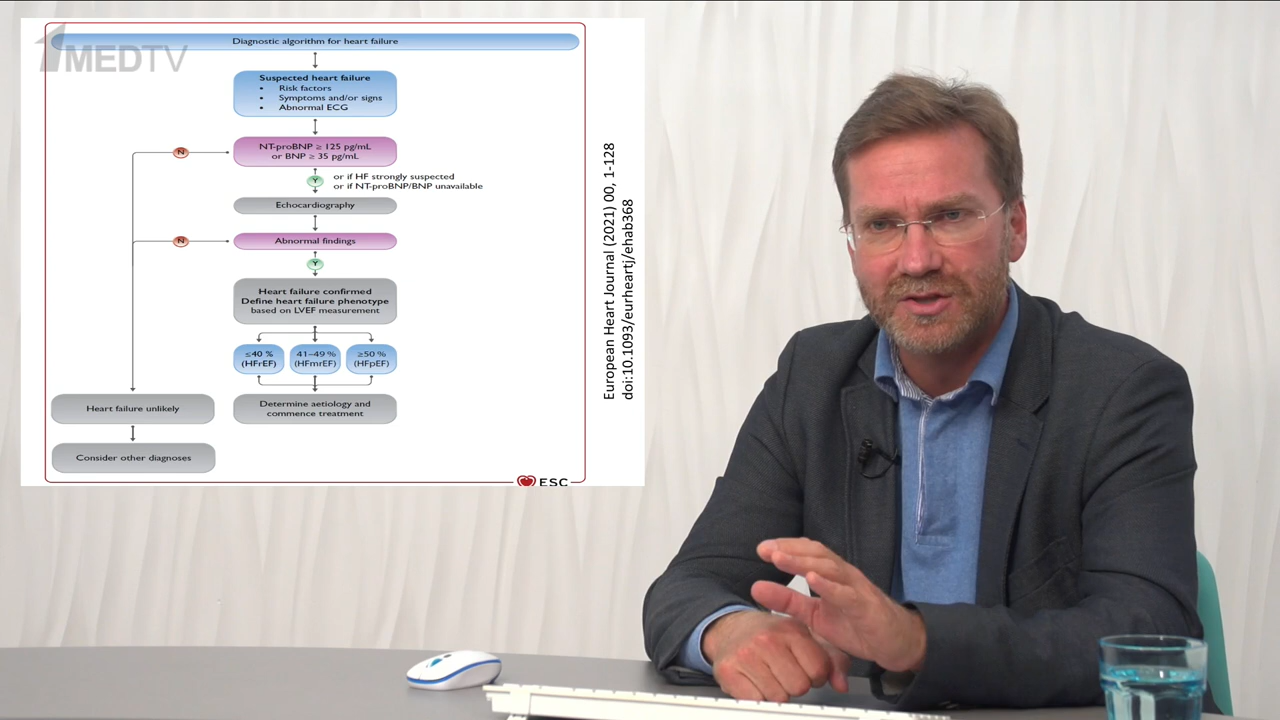 1MEDTV
Diagnostic algorithm for heart failure
Suspected heart failure
• Risk factors
• Symptoms and/or signs
• Abnormal ECG
NT-proBNP ≥ 125 pg/mL
or BNP ≥ 35 pg/mL
N
Y
or if HF strongly suspected
or if NT-proBNP/BNP unavailable
Echocardiography
N
Abnormal findings
Y
Heart failure confirmed
Define heart failure phenotype
based on LVEF measurement
≤40 %
(HFrEF)
41–49 %
(HFmrEF)
≥50 %
(HFpEF)
Heart failure unlikely
Determine aetiology and
commence treatment
Consider other diagnoses
ESC
European Heart Journal (2021) 00, 1-128
doi:10.1093/eurheartj/ehab368